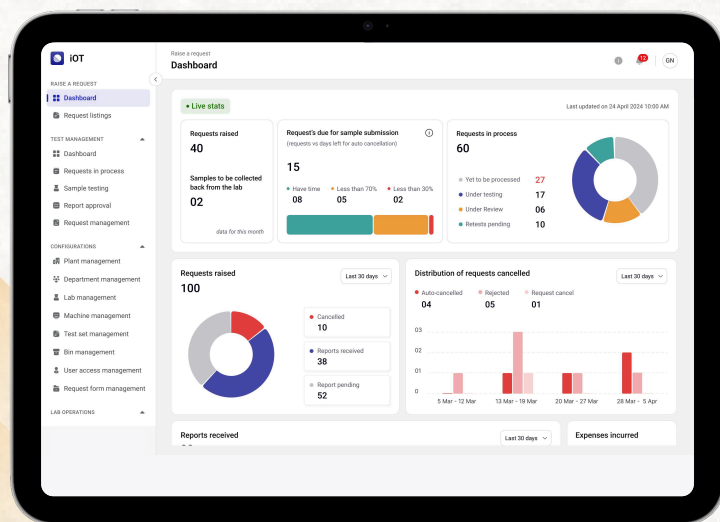 iOT
RAISE A REQUEST
Dashboard
Request listings
TEST MANAGEMENT
Dashboard
Requests in process
Sample testing
Report approval
Request management
CONFIGURATIONS
Plant management
Department management
Lab management
Machine management
Test set management
Bin management
User access management
Request form management
LAB OPERATIONS
Raise a request
Dashboard
12
GN
• Live stats
Last updated on 24 April 2024 10:00 AM
Requests raised
40
Samples to be collected
back from the lab
02
data for this month
Request's due for sample submission
(requests vs days left for auto cancellation)
15
Have time
08
Less than 70%
05
Less than 30%
02
Requests in process
60
Yet to be processed 27
Under testing 17
Under Review 06
Retests pending 10
Requests raised
Last 30 days
100
Cancelled
10
Reports received
38
Report pending
52
Distribution of requests cancelled
Last 30 days
Auto-cancelled
04
Rejected
05
Request cancel
01
03
02
01
0
5 Mar - 12 Mar
13 Mar - 19 Mar
20 Mar - 27 Mar
28 Mar - 5 Apr
Reports received
Last 30 days
Expenses incurred